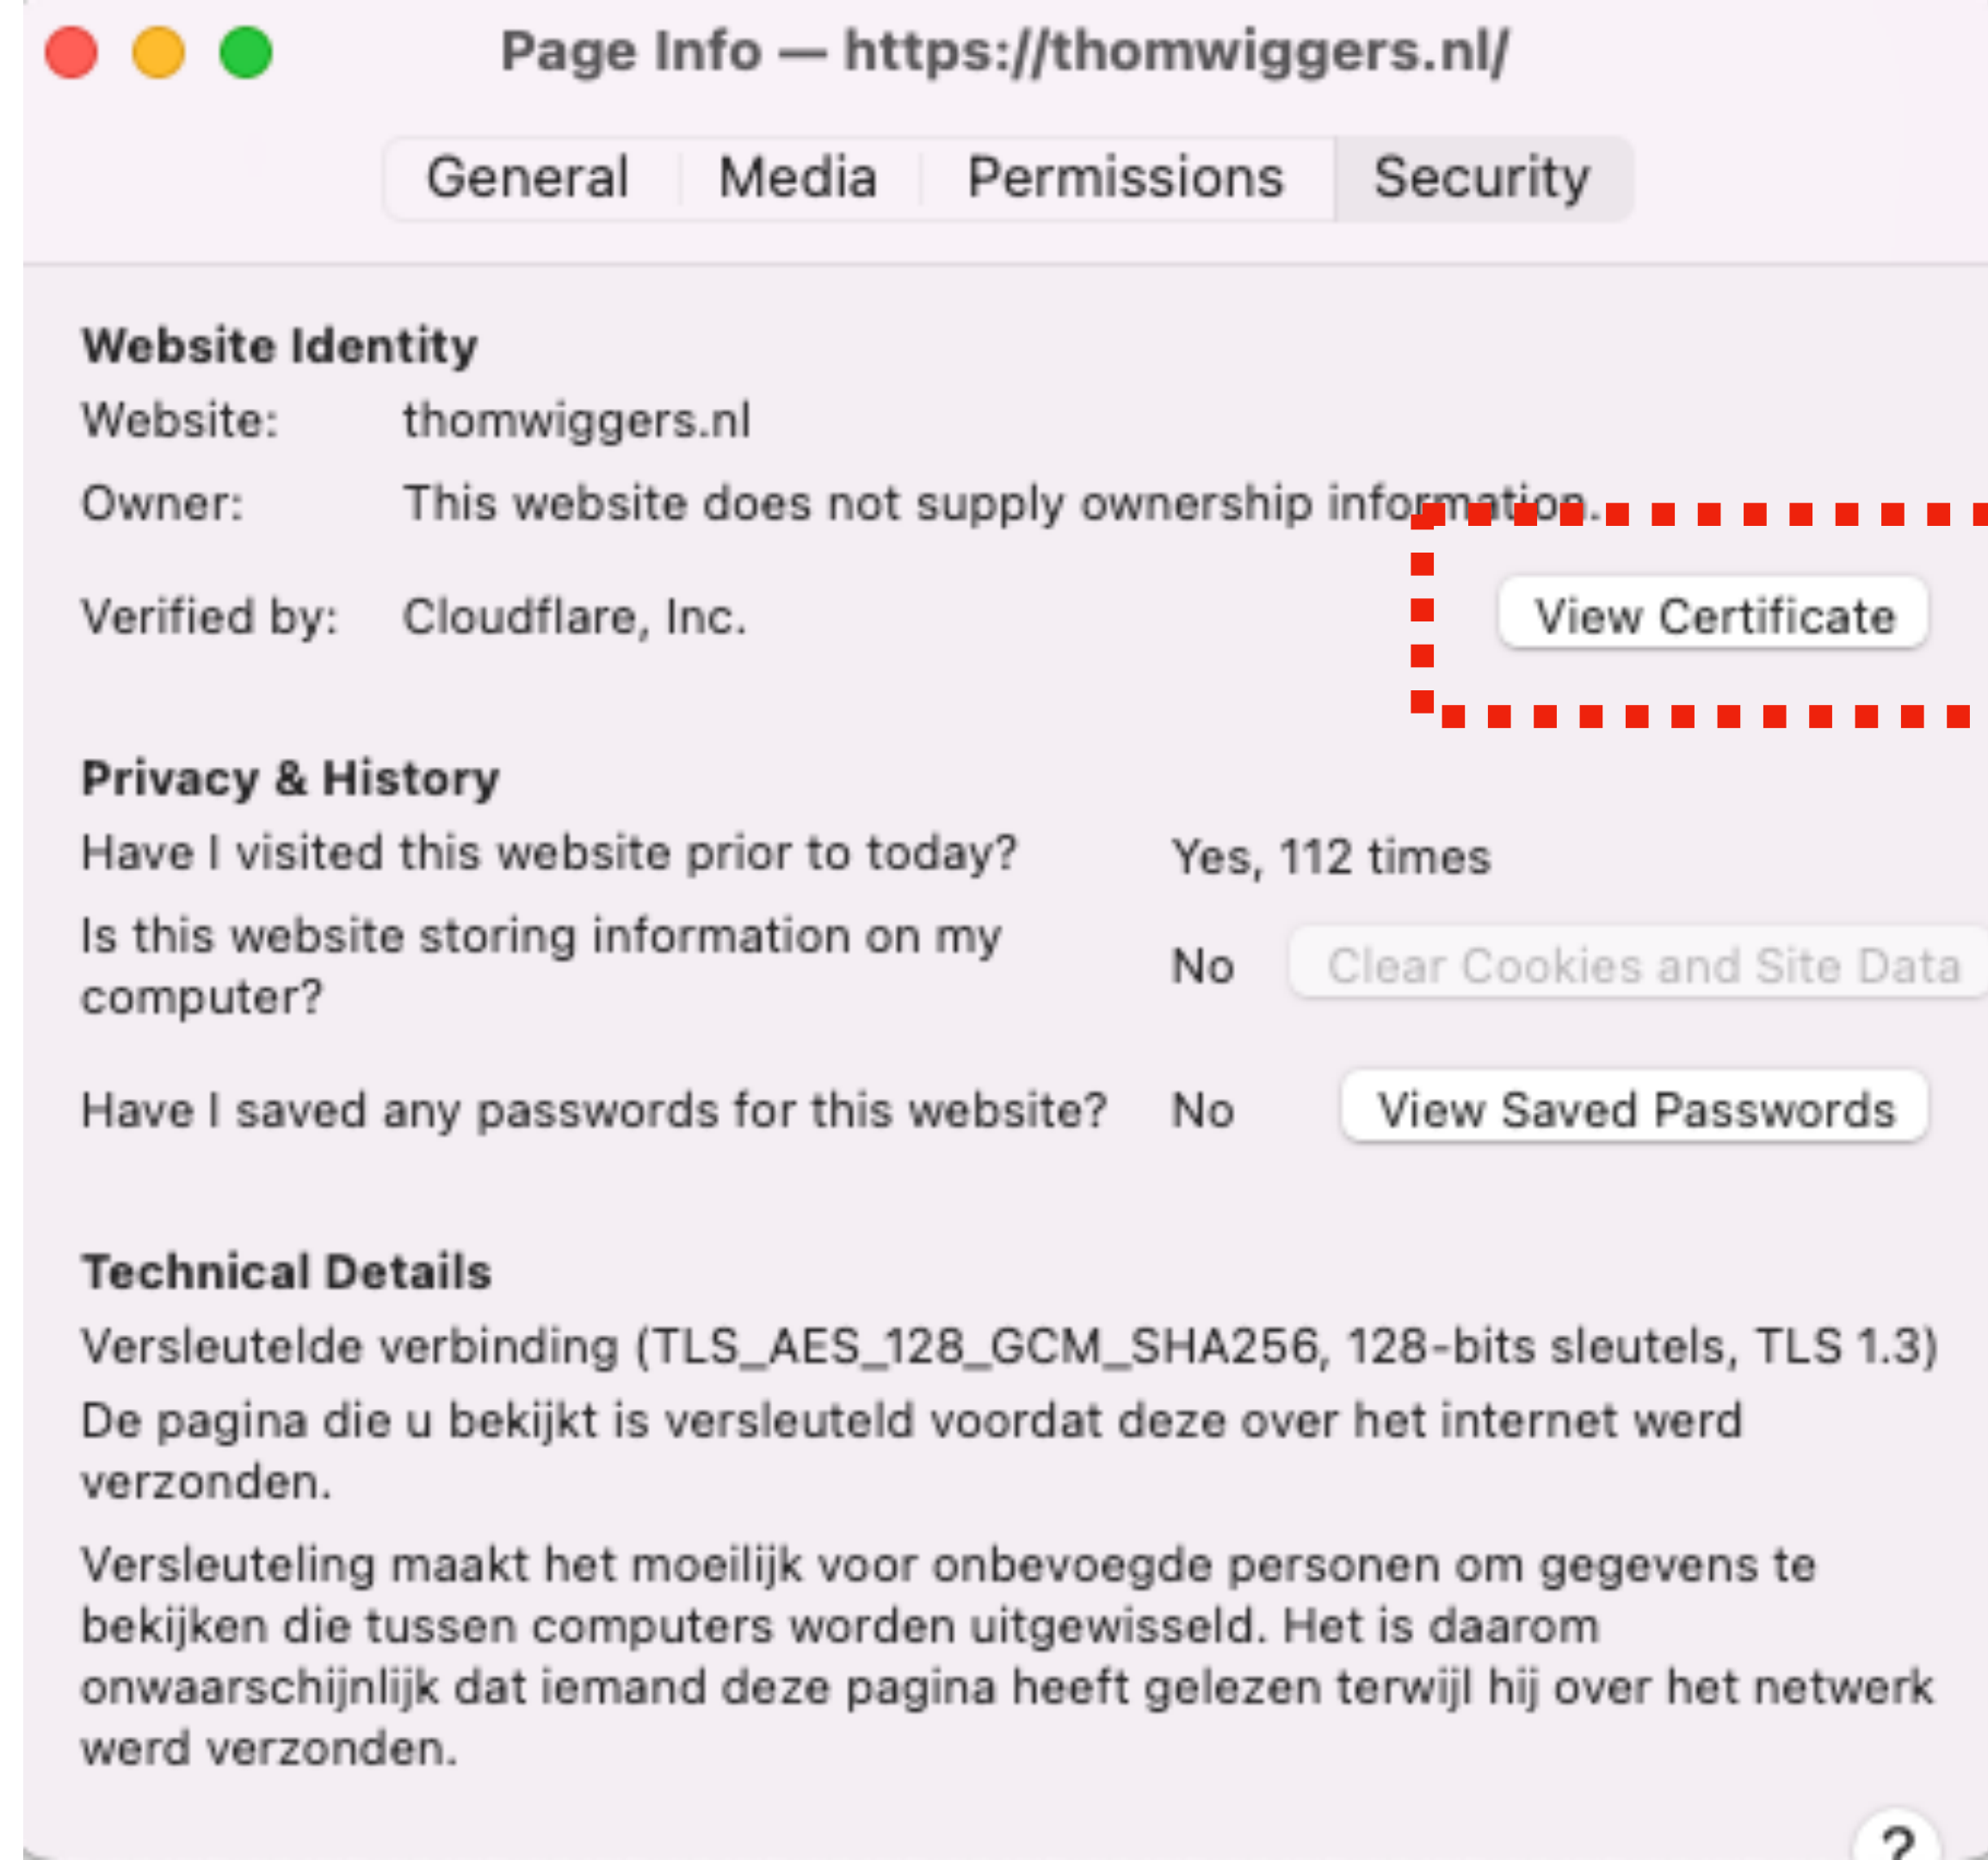 Page Info — https://thomwiggers.nl/
General Media Permissions Security
Website Identity
Website: thomwiggers.nl
Owner: This website does not supply ownership information.
Verified by: Cloudflare, Inc. View Certificate
Privacy & History
Have I visited this website prior to today? Yes, 112 times
Is this website storing information on my
computer?
No Clear Cookies and Site Data
Have I saved any passwords for this website? No View Saved Passwords
Technical Details
Versleutelde verbinding (TLS_AES_128_GCM_SHA256, 128-bits sleutels, TLS 1.3)
De pagina die u bekijkt is versleuteld voordat deze over het internet werd
verzonden.
Versleuteling maakt het moeilijk voor onbevoegde personen om gegevens te
bekijken die tussen computers worden uitgewisseld. Het is daarom
onwaarschijnlijk dat iemand deze pagina heeft gelezen terwijl hij over het netwerk
werd verzonden.
?